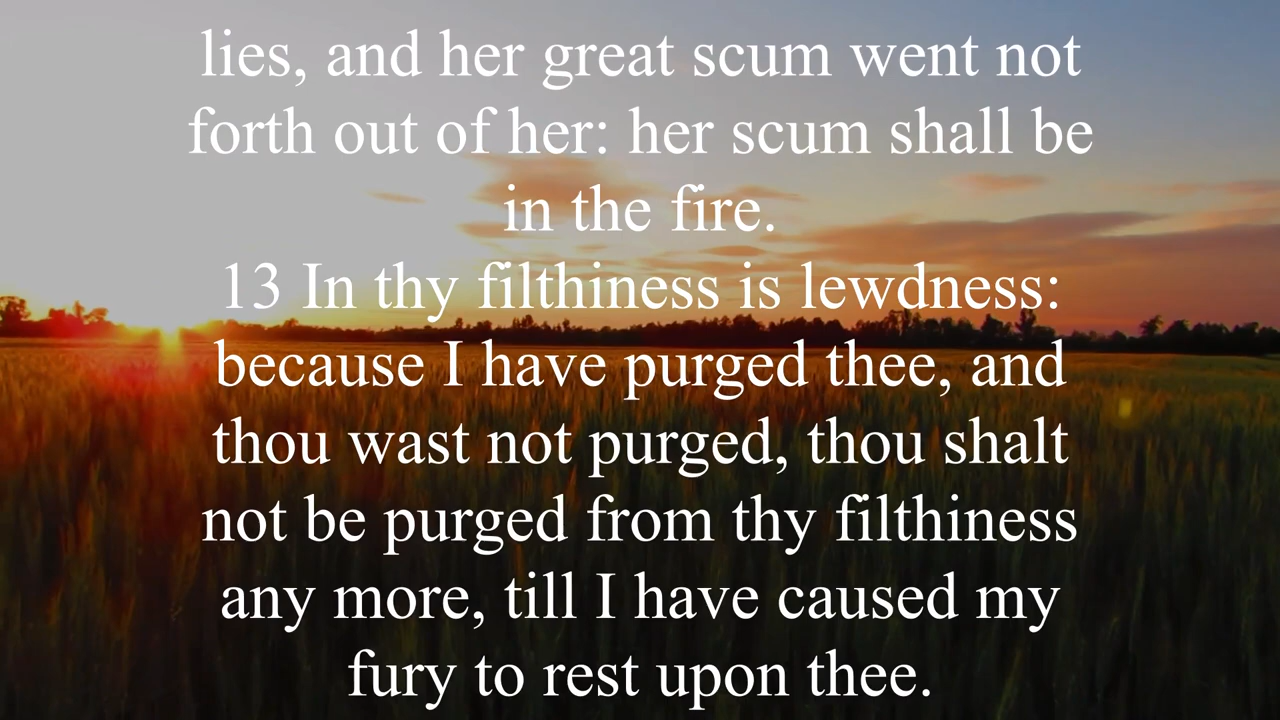 lies, and her great scum went not
forth out of her: her scum shall be
in the fire.
13 In thy filthiness is lewdness:
because I have purged thee, and
thou wast not purged, thou shalt
not be purged from thy filthiness
any more, till I have caused my
fury to rest upon thee.